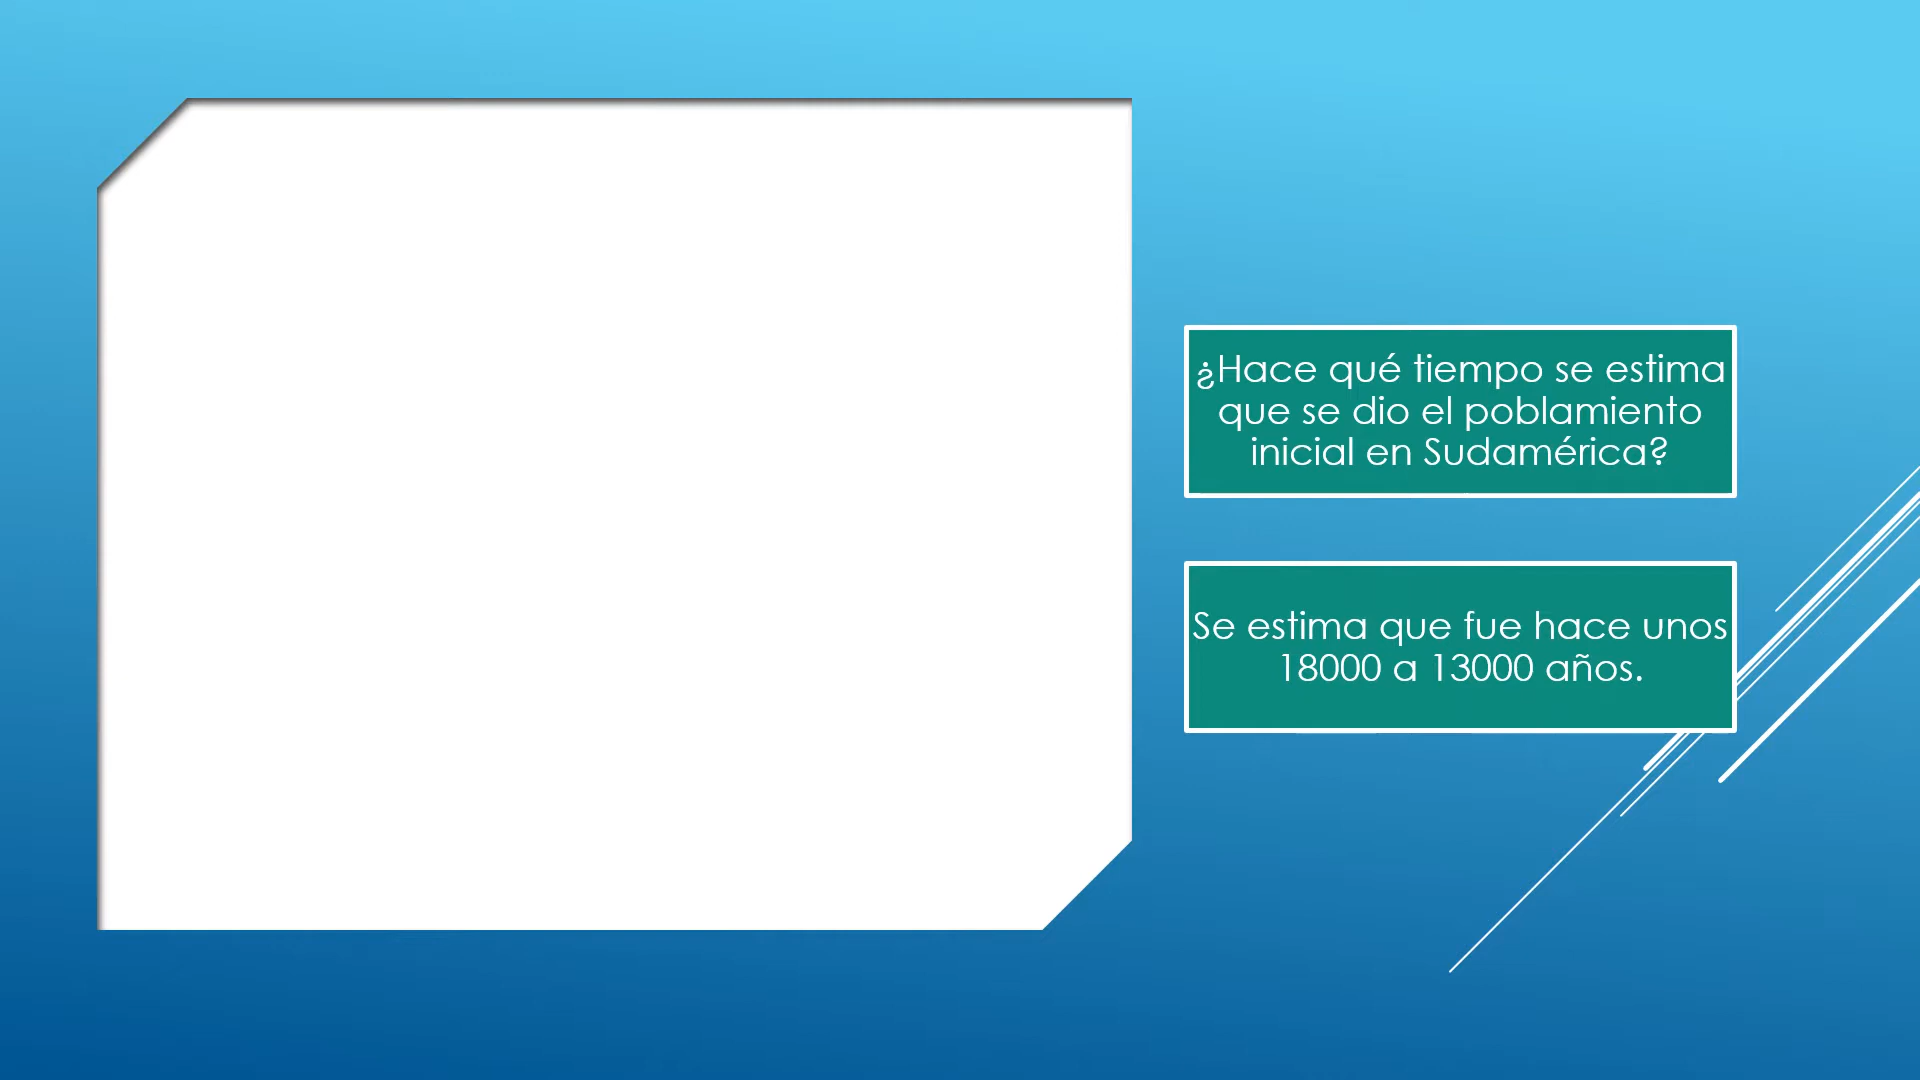 ¿Hace qué tiempo se estima
que se dio el poblamiento
inicial en Sudamérica?
Se estima que fue hace unos
18000 a 13000 años.